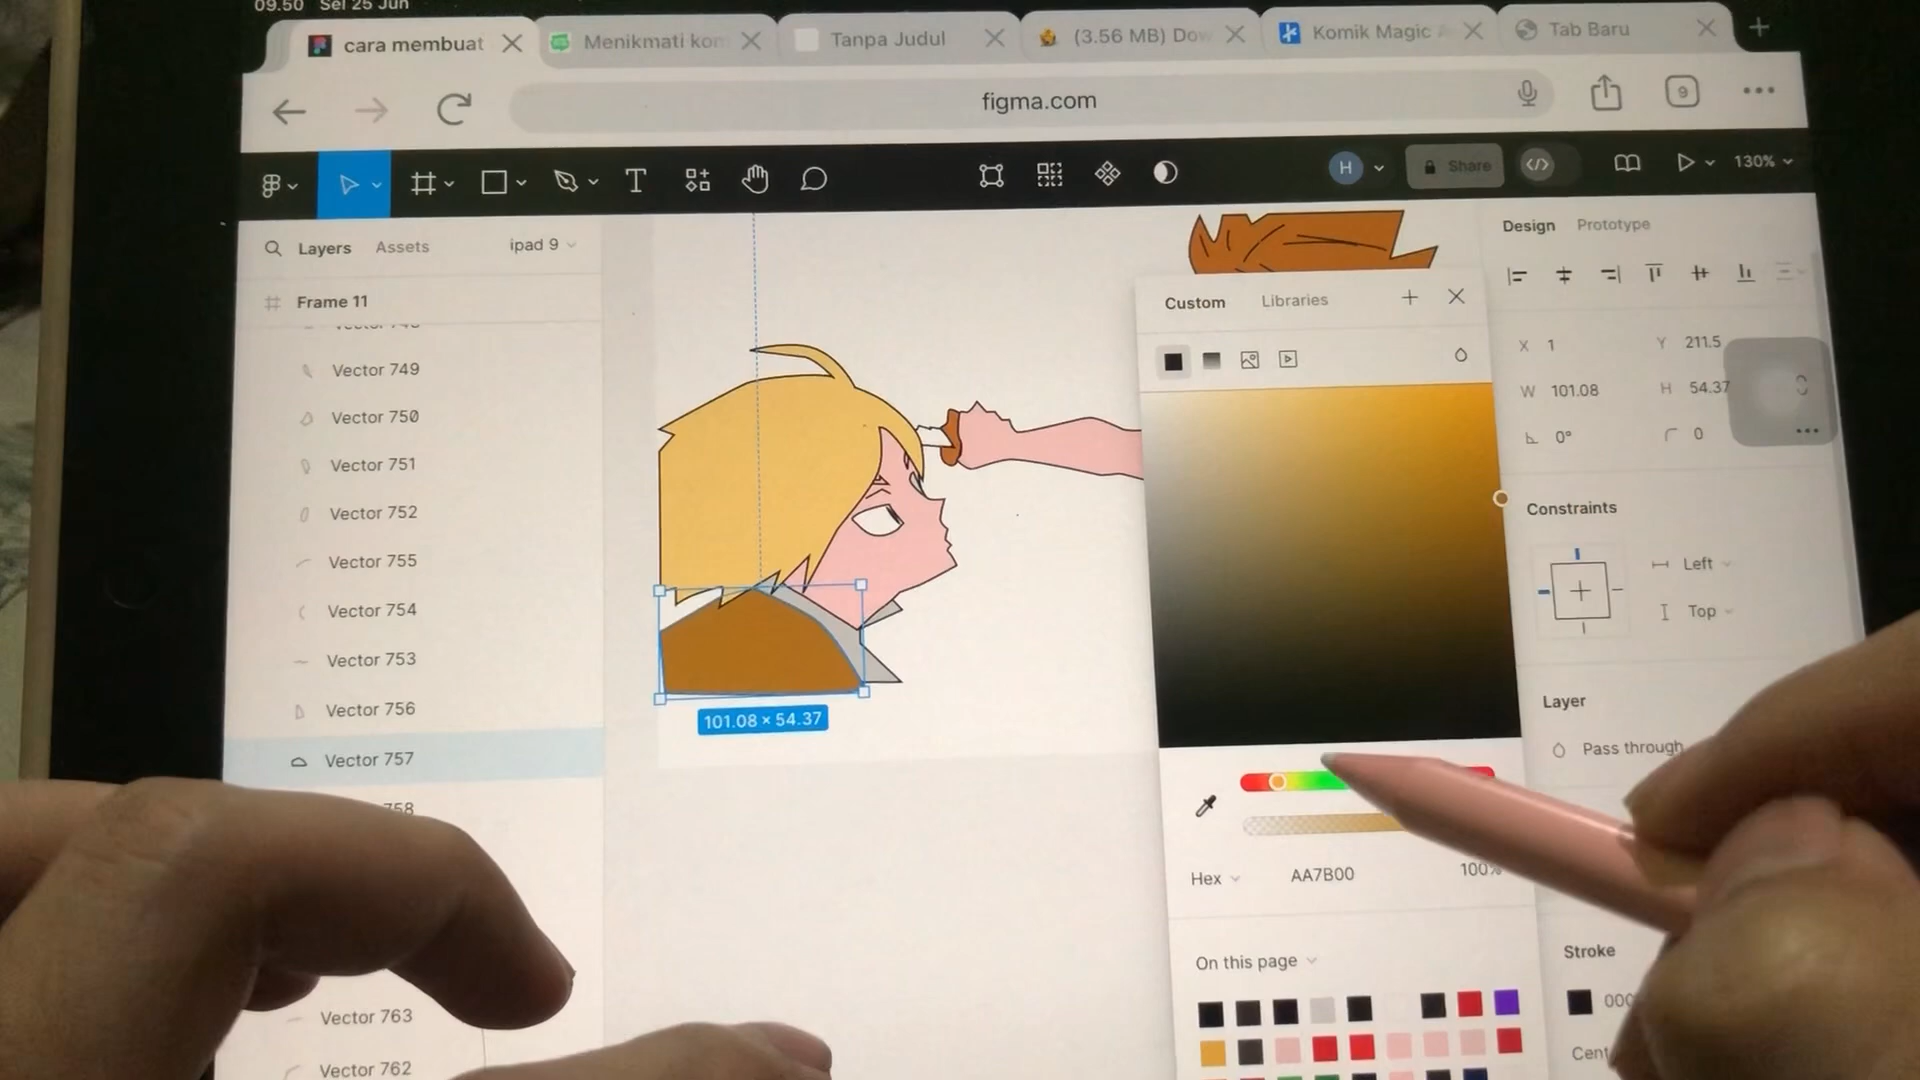 09.50 Sel 25 Jun
cara membuat
Menikmati kon
Tanpa Judul
(3.56 MB) Dow
Komik Magic A
Tab Baru
figma.com
9
H
Share
130%
Layers
Assets
ipad 9
Frame 11
Vector 749
Vector 750
Vector 751
Vector 752
Vector 755
Vector 754
Vector 753
Vector 756
Vector 757
758
Vector 763
Vector 762
101.08 × 54.37
Custom
Libraries
Hex
AA7B00
100%
On this page
Design
Prototype
X 1
Y 211.5
W 101.08
H 54.37
0°
0
Constraints
Left
Top
Layer
Pass through
Stroke
000
Cent